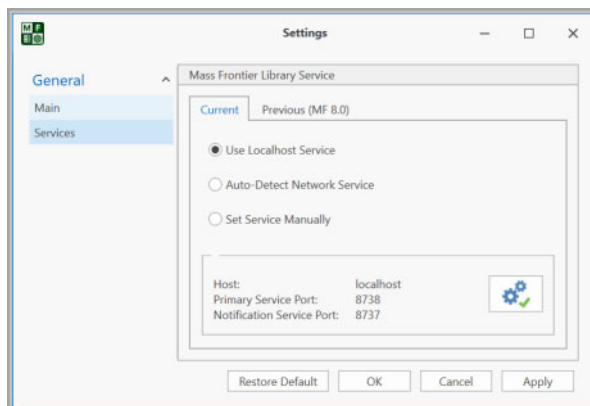 M F
Settings
General
Main
Services
Mass Frontier Library Service
Current Previous (MF 8.0)
Use Localhost Service
Auto-Detect Network Service
Set Service Manually
Host: localhost
Primary Service Port: 8738
Notification Service Port: 8737
Restore Default OK Cancel Apply